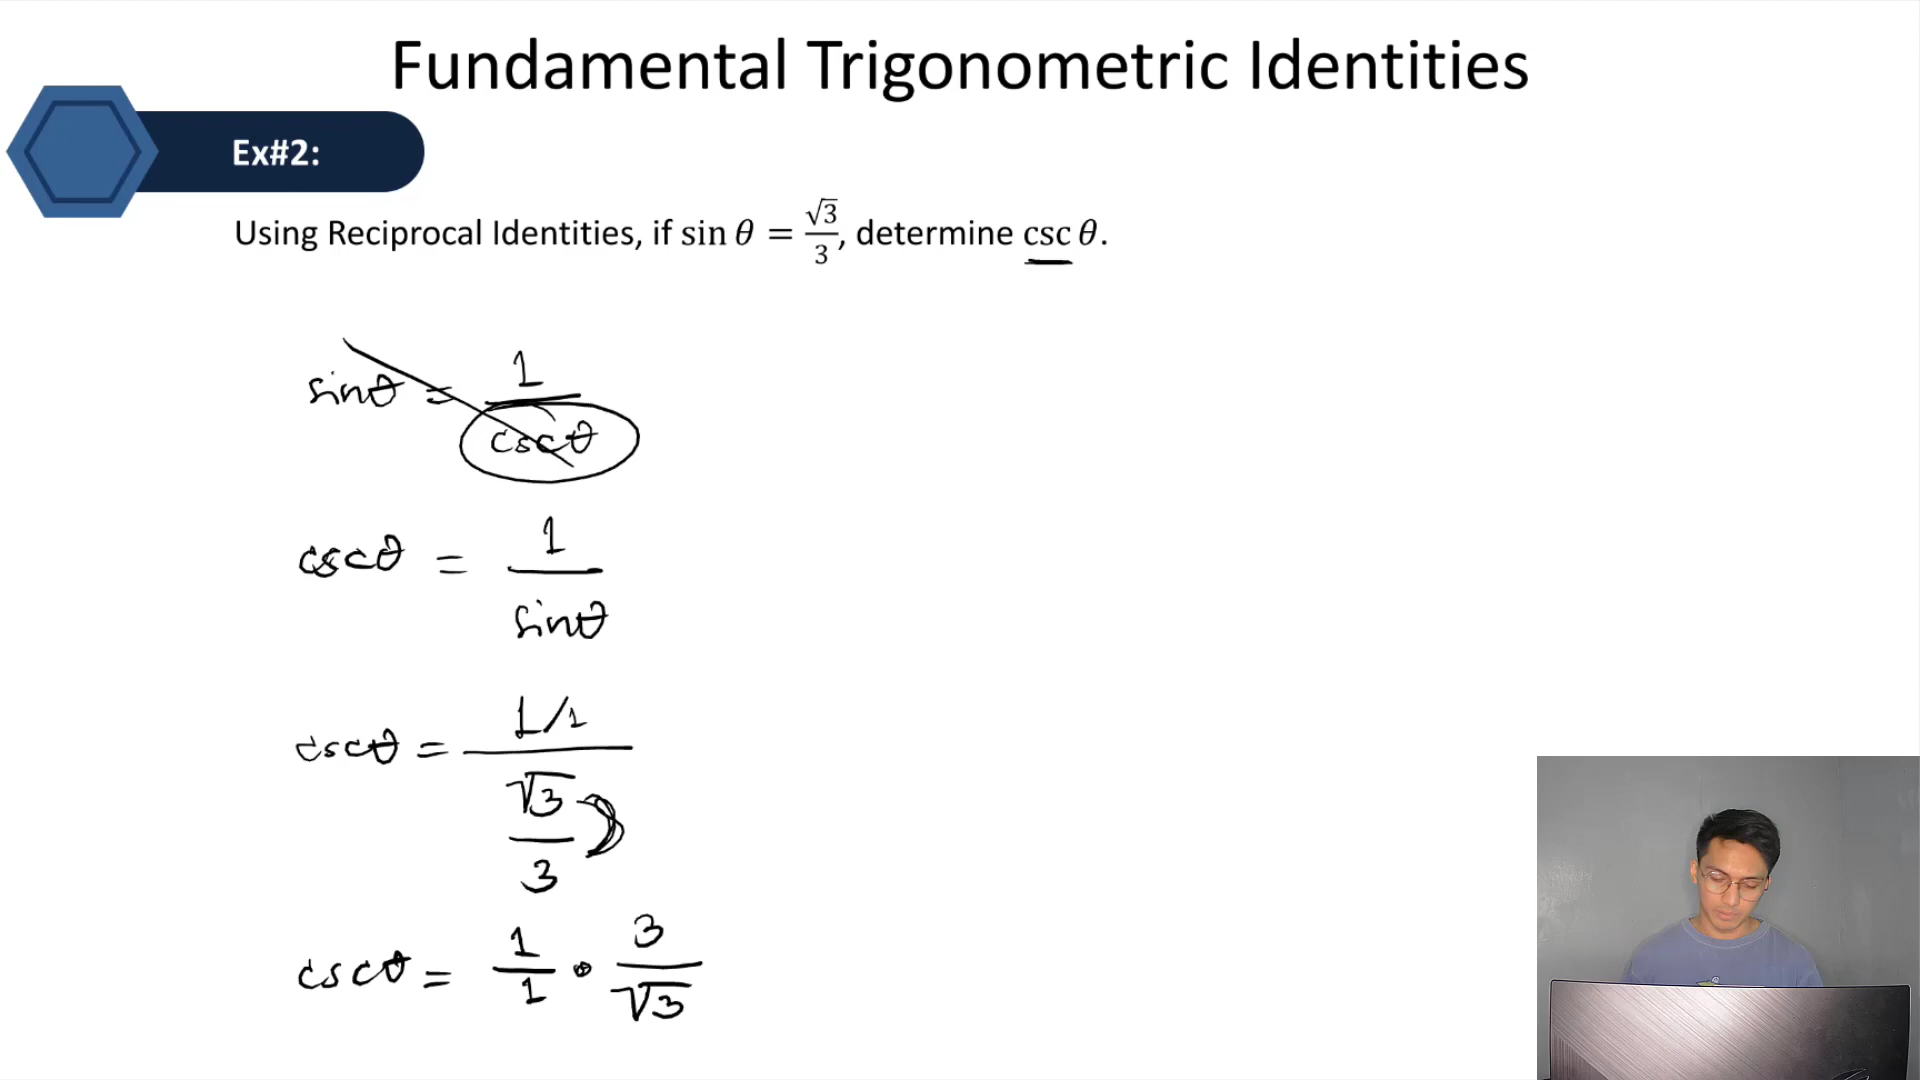 Fundamental Trigonometric Identities
Ex#2:
Using Reciprocal Identities, if sin θ = √3/3, determine csc θ.
sinθ = 1/cscθ
cscθ = 1/sinθ
cscθ = (1/1)/(√3/3)
cscθ = 1/1 • 3/√3